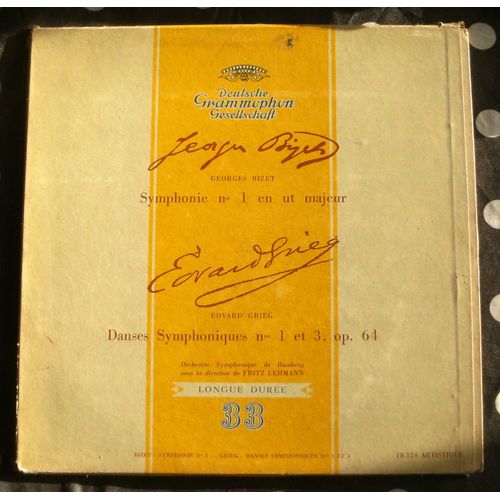 Deutsche
Grammophon
Gesellschaft
Georges Bizet
GEORGES BIZET
Symphonie nº 1 en ut majeur
Edvard Grieg
EDVARD GRIEG
Danses Symphoniques nos 1 et 3, op. 64
Orchestre Symphonique de Bamberg
sous la direction de FRITZ LEHMANN
LONGUE DURÉE
33
BIZET - SYMPHONIE Nº 1 — GRIEG - DANSES SYMPHONIQUES Nos 1 ET 3
18 324 ARTISTIQUE